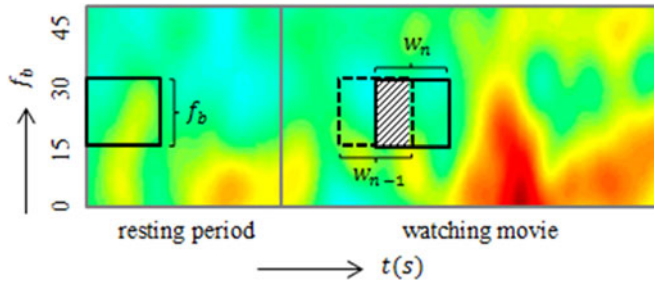 45
30
15
0
f_b
f_b
w_n
w_{n-1}
resting period
watching movie
t(s)